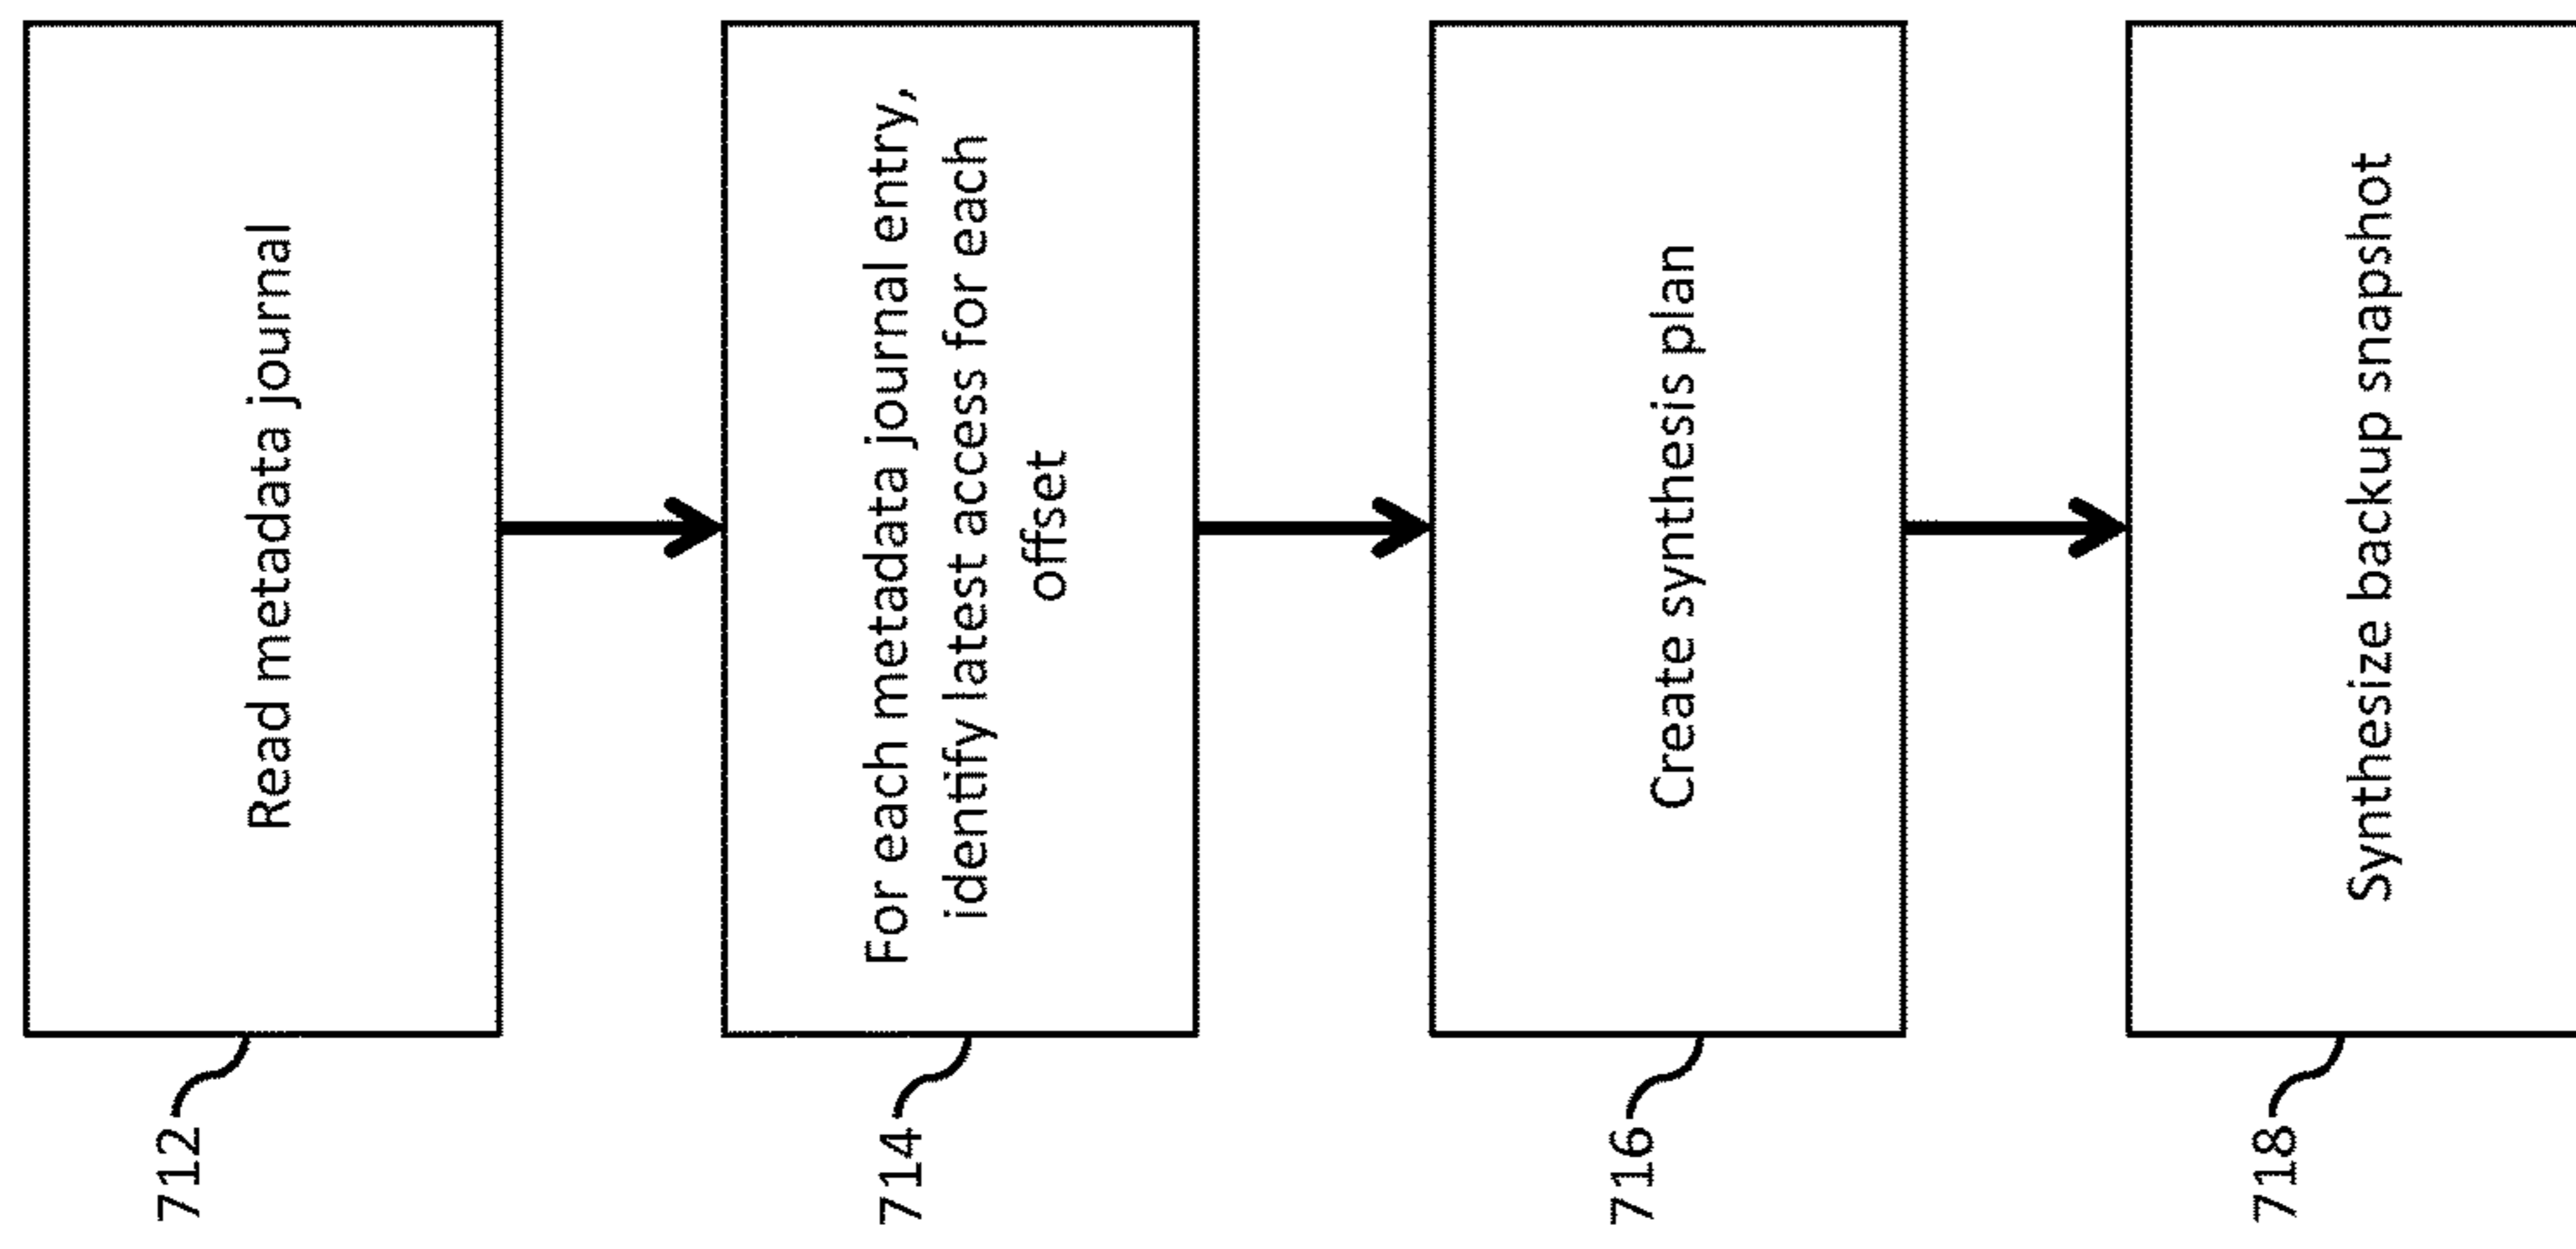 712
Read metadata journal
714
For each metadata journal entry,
identify latest access for each
offset
716
Create synthesis plan
718
Synthesize backup snapshot